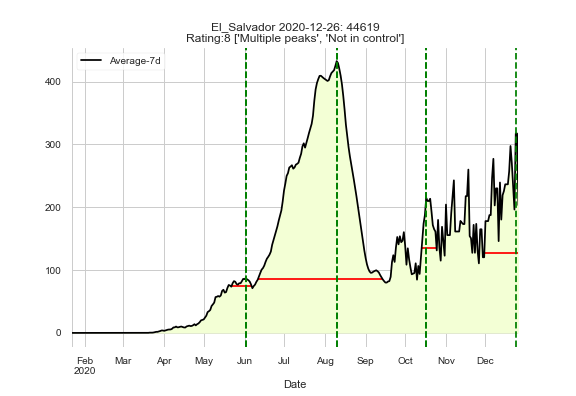 El_Salvador 2020-12-26: 44619
Rating:8 ['Multiple peaks', 'Not in control']
Average-7d
400
300
200
100
0
Feb Mar Apr May Jun Jul Aug Sep Oct Nov Dec
2020
Date